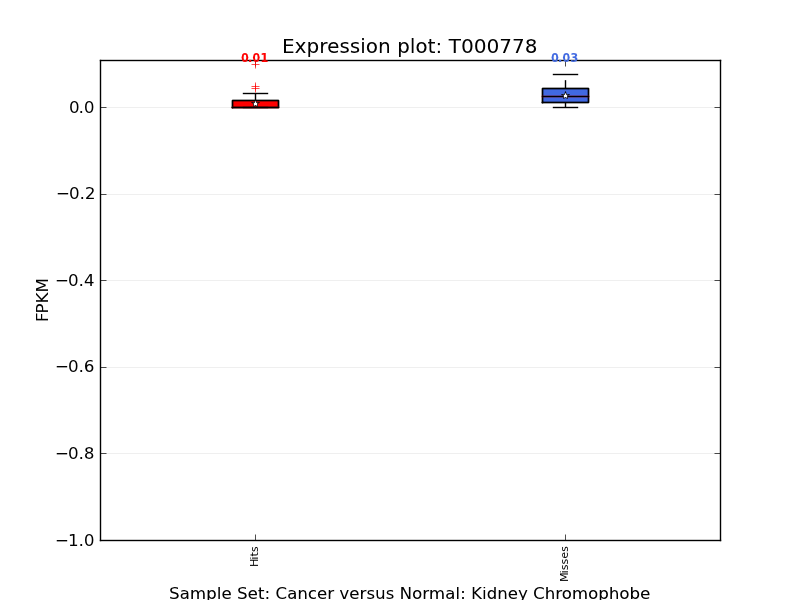 Expression plot: T000778
0.01
0.03
0.0
−0.2
−0.4
−0.6
−0.8
−1.0
FPKM
Hits
Misses
Sample Set: Cancer versus Normal: Kidney Chromophobe